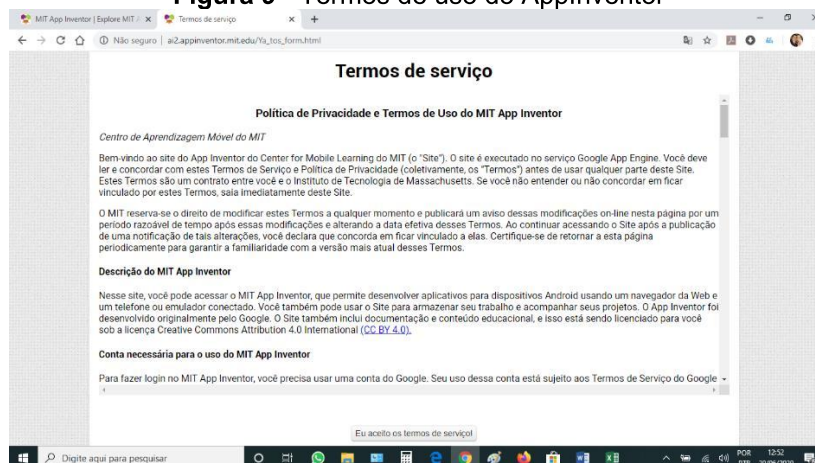 Figura 9 - Termos de uso do AppInventor
MIT App Inventor | Explore MIT
Termos de serviço
Não seguro | ai2.appinventor.mit.edu/Ya_tos_form.html
Termos de serviço
Política de Privacidade e Termos de Uso do MIT App Inventor
Centro de Aprendizagem Móvel do MIT
Bem-vindo ao site do App Inventor do Center for Mobile Learning do MIT (o "Site"). O site é executado no serviço Google App Engine. Você deve
ler e concordar com estes Termos de Serviço e Política de Privacidade (coletivamente, os "Termos") antes de usar qualquer parte deste Site.
Estes Termos são um contrato entre você e o Instituto de Tecnologia de Massachusetts. Se você não entender ou não concordar em ficar
vinculado por estes Termos, saia imediatamente deste Site.
O MIT reserva-se o direito de modificar estes Termos a qualquer momento e publicará um aviso dessas modificações on-line nesta página por um
período razoável de tempo após essas modificações e alterando a data efetiva desses Termos. Ao continuar acessando o Site após a publicação
de uma notificação de tais alterações, você declara que concorda em ficar vinculado a elas. Certifique-se de retornar a esta página
periodicamente para garantir a familiaridade com a versão mais atual desses Termos.
Descrição do MIT App Inventor
Nesse site, você pode acessar o MIT App Inventor, que permite desenvolver aplicativos para dispositivos Android usando um navegador da Web e
um telefone ou emulador conectado. Você também pode usar o Site para armazenar seu trabalho e acompanhar seus projetos. O App Inventor foi
desenvolvido originalmente pelo Google. O Site também inclui documentação e conteúdo educacional, e isso está sendo licenciado para você
sob a licença Creative Commons Attribution 4.0 International (CC BY 4.0).
Conta necessária para o uso do MIT App Inventor
Para fazer login no MIT App Inventor, você precisa usar uma conta do Google. Seu uso dessa conta está sujeito aos Termos de Serviço do Google
Eu aceito os termos de serviço!
Digite aqui para pesquisar
POR 12:52